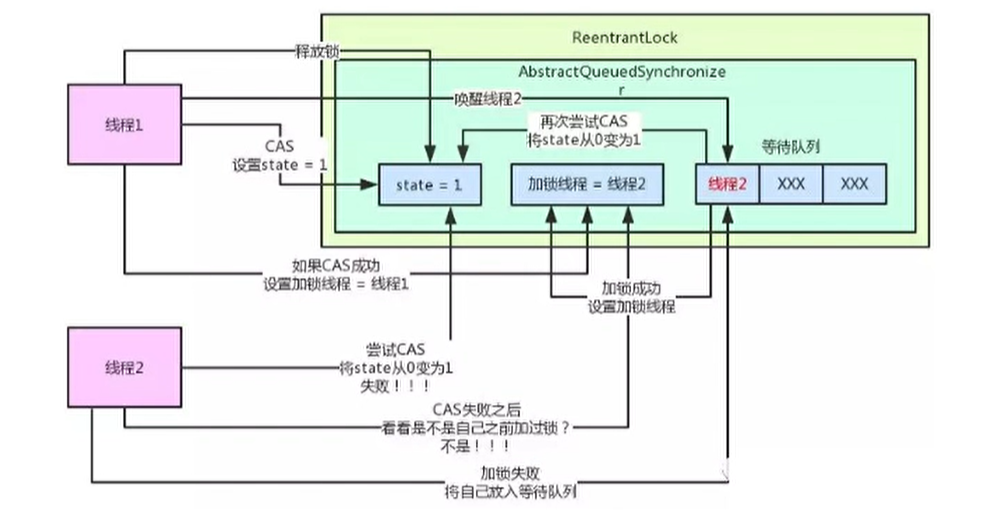 ReentrantLock
释放锁
AbstractQueuedSynchronize
r
唤醒线程2
线程1
再次尝试CAS
将state从0变为1
等待队列
CAS
设置state = 1
state = 1
加锁线程 = 线程2
线程2
XXX
XXX
如果CAS成功
设置加锁线程 = 线程1
加锁成功
设置加锁线程
线程2
尝试CAS
将state从0变为1
失败！！！
CAS失败之后
看看是不是自己之前加过锁？
不是！！！
加锁失败
将自己放入等待队列